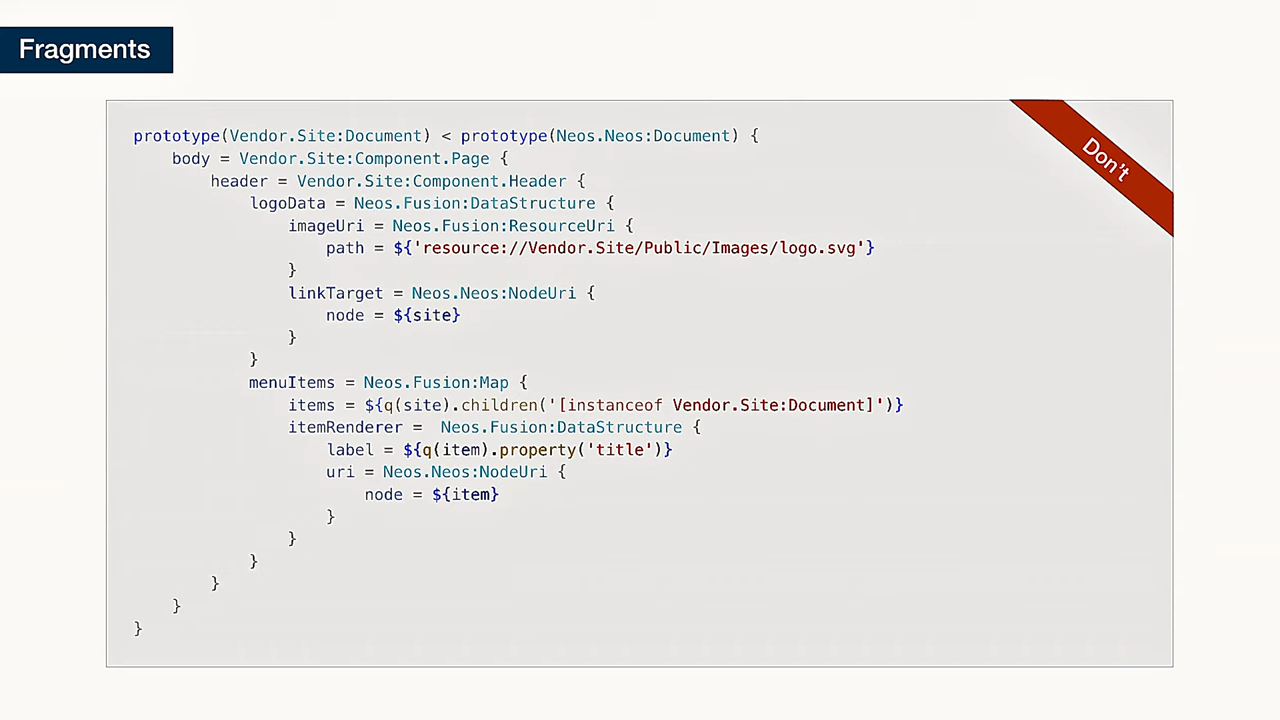 Fragments
Don't
prototype(Vendor.Site:Document) < prototype(Neos.Neos:Document) {
    body = Vendor.Site:Component.Page {
        header = Vendor.Site:Component.Header {
            logoData = Neos.Fusion:DataStructure {
                imageUri = Neos.Fusion:ResourceUri {
                    path = ${'resource://Vendor.Site/Public/Images/logo.svg'}
                }
                linkTarget = Neos.Neos:NodeUri {
                    node = ${site}
                }
            }
            menuItems = Neos.Fusion:Map {
                items = ${q(site).children('[instanceof Vendor.Site:Document]')}
                itemRenderer =  Neos.Fusion:DataStructure {
                    label = ${q(item).property('title')}
                    uri = Neos.Neos:NodeUri {
                        node = ${item}
                    }
                }
            }
        }
    }
}